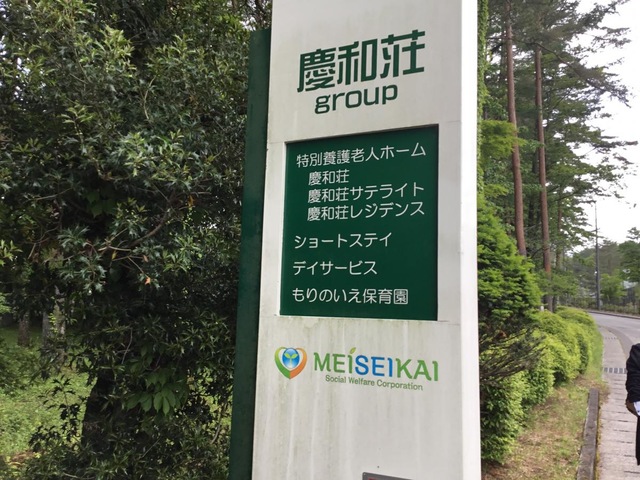 慶和荘
group
特別養護老人ホーム
慶和荘
慶和荘サテライト
慶和荘レジデンス
ショートステイ
デイサービス
もりのいえ保育園
MEISEIKAI
Social Welfare Corporation